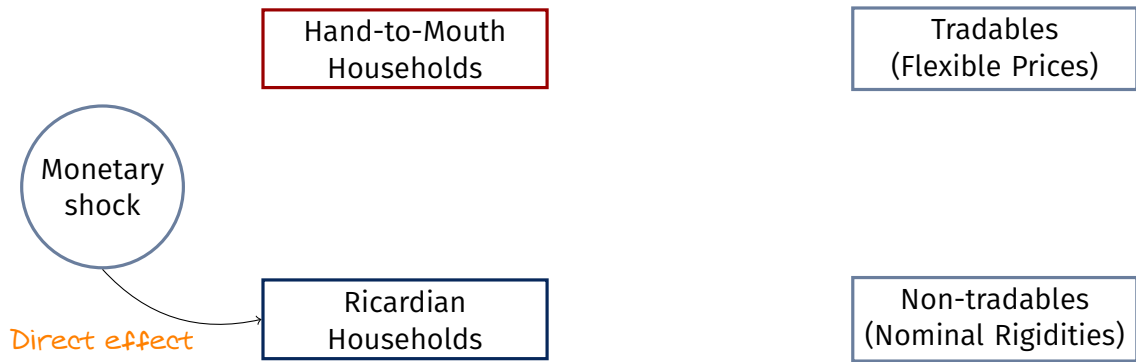 Hand-to-Mouth
Households
Tradables
(Flexible Prices)
Monetary
shock
Direct effect
Ricardian
Households
Non-tradables
(Nominal Rigidities)